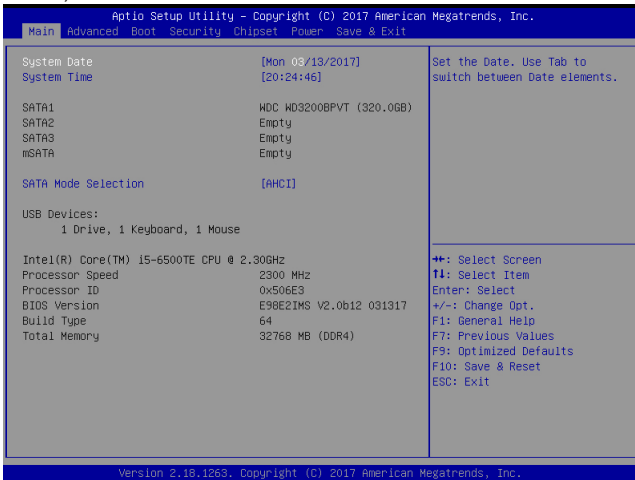 Aptio Setup Utility – Copyright (C) 2017 American Megatrends, Inc.
Main Advanced Boot Security Chipset Power Save & Exit
System Date [Mon 03/13/2017]
System Time [20:24:46]
SATA1 WDC WD3200BPVT (320.0GB)
SATA2 Empty
SATA3 Empty
mSATA Empty
SATA Mode Selection [AHCI]
USB Devices:
1 Drive, 1 Keyboard, 1 Mouse
Intel(R) Core(TM) i5-6500TE CPU @ 2.30GHz
Processor Speed 2300 MHz
Processor ID 0x506E3
BIOS Version E98E2IMS V2.0b12 031317
Build Type 64
Total Memory 32768 MB (DDR4)
Set the Date. Use Tab to
switch between Date elements.
→←: Select Screen
↑↓: Select Item
Enter: Select
+/-: Change Opt.
F1: General Help
F7: Previous Values
F9: Optimized Defaults
F10: Save & Reset
ESC: Exit
Version 2.18.1263. Copyright (C) 2017 American Megatrends, Inc.